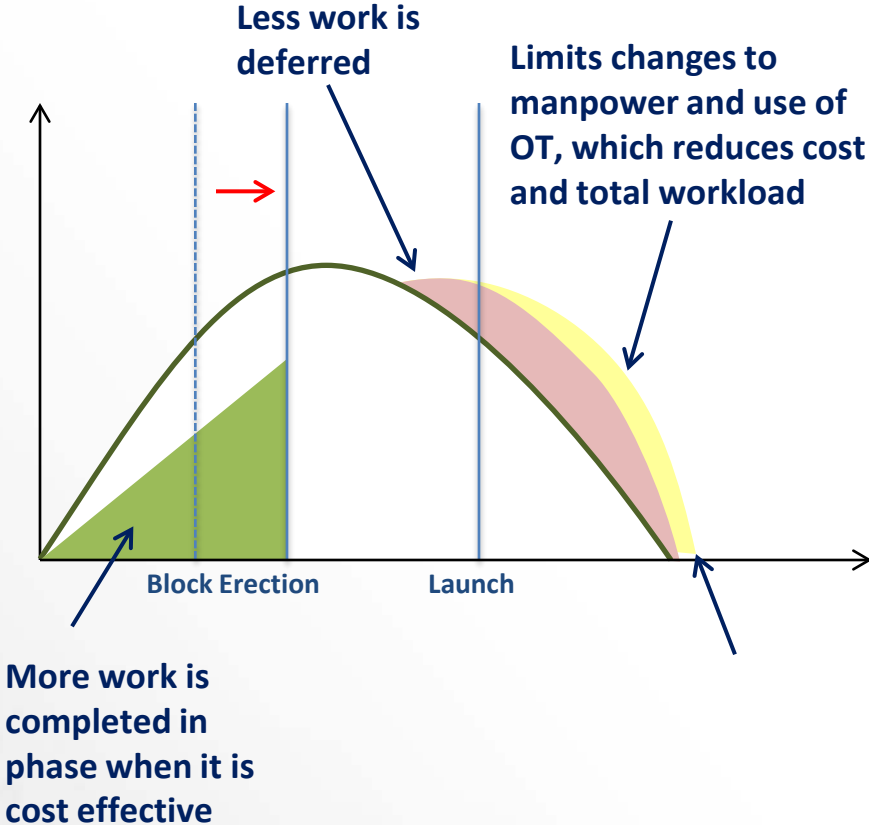 Less work is
deferred
Limits changes to
manpower and use of
OT, which reduces cost
and total workload
Block Erection
Launch
More work is
completed in
phase when it is
cost effective